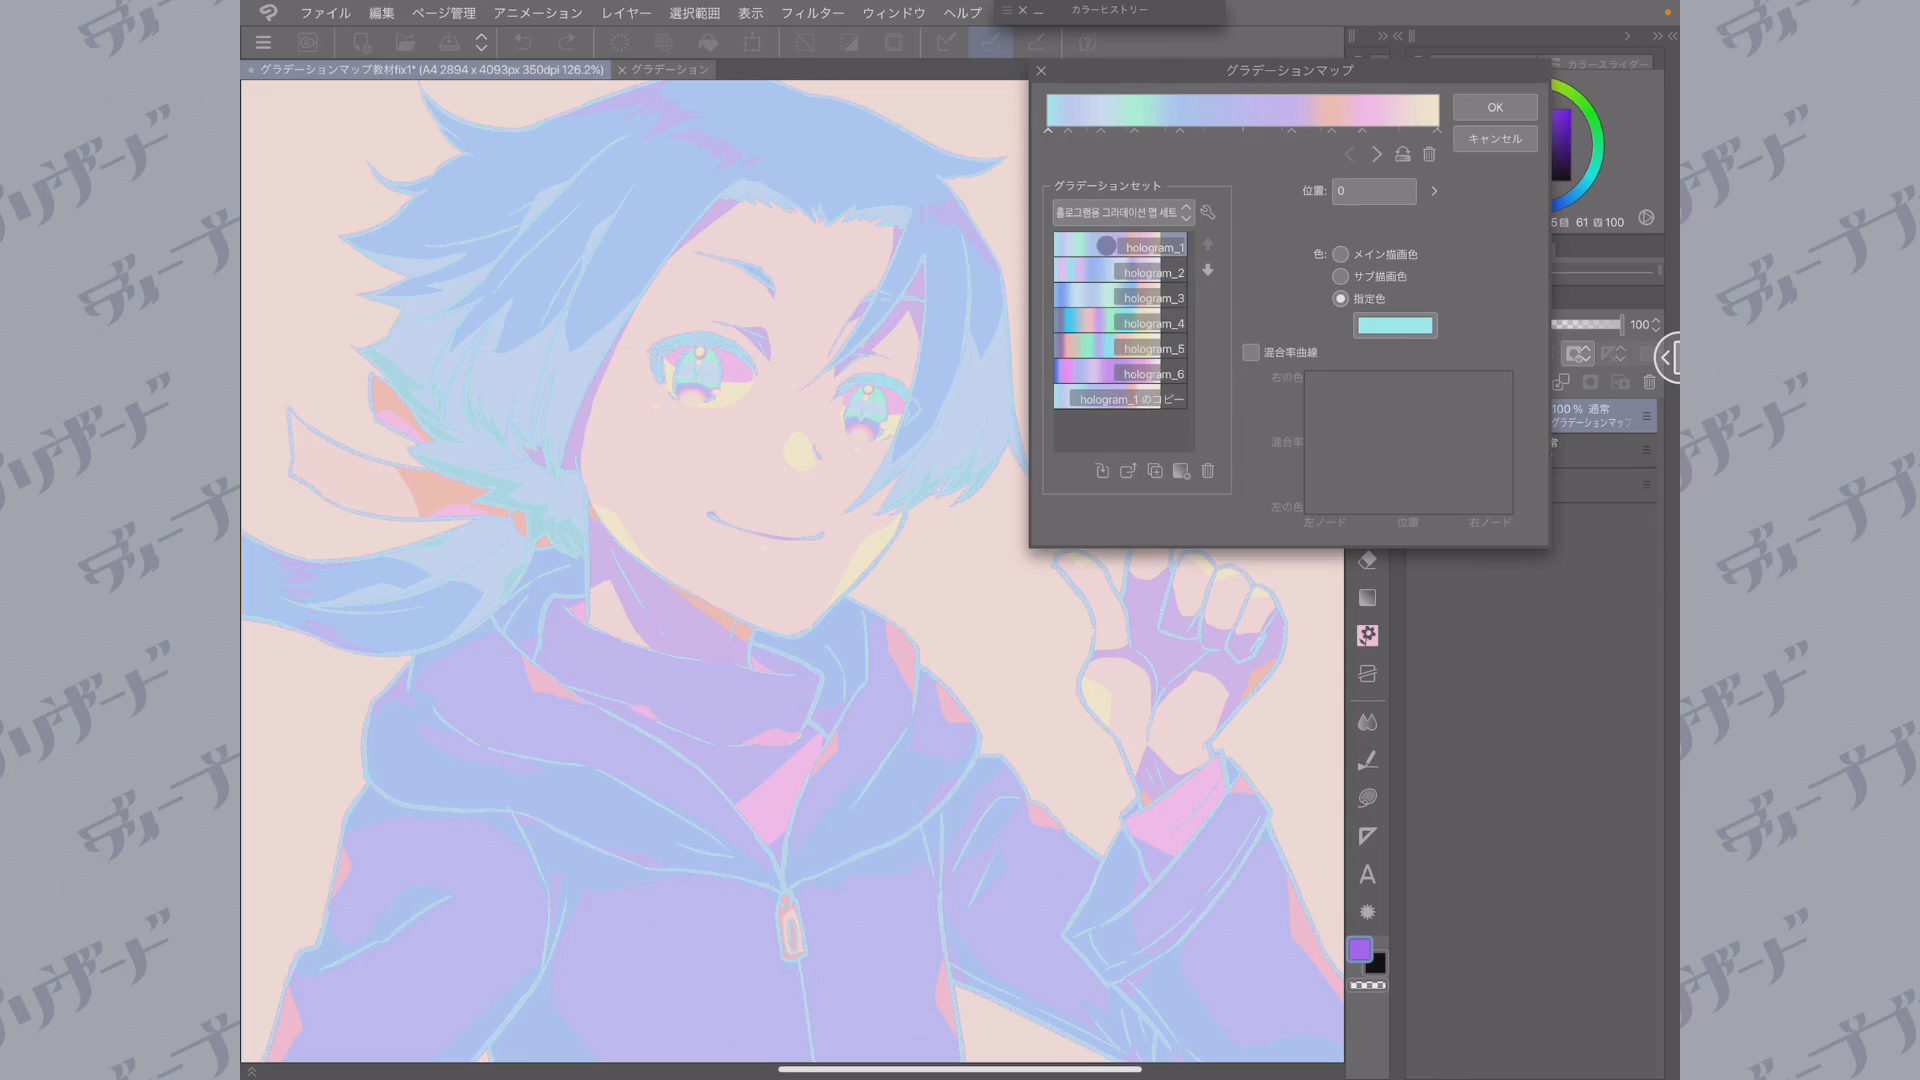 ファイル 編集 ページ管理 アニメーション レイヤー 選択範囲 表示 フィルター ウィンドウ ヘルプ
カラーヒストリー
グラデーションマップ教材fix1* (A4 2894 x 4093px 350dpi 126.2%)
グラデーション
カラースライダー
グラデーションマップ
OK
キャンセル
グラデーションセット
位置: 0
홀로그램용 그라데이션 맵 세트
hologram_1
hologram_2
hologram_3
hologram_4
hologram_5
hologram_6
hologram_1 のコピー
色: メイン描画色
サブ描画色
指定色
混合率曲線
右の色
混合率
左の色
左ノード 位置 右ノード
61 V 100
100
100 % 通常
グラデーションマップ
常
ディープブリザード